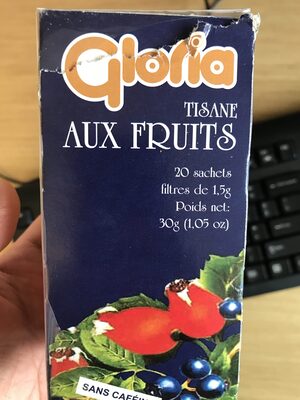 Gloria
TISANE
AUX FRUITS
20 sachets
filtres de 1,5g
Poids net:
30g (1,05 oz)